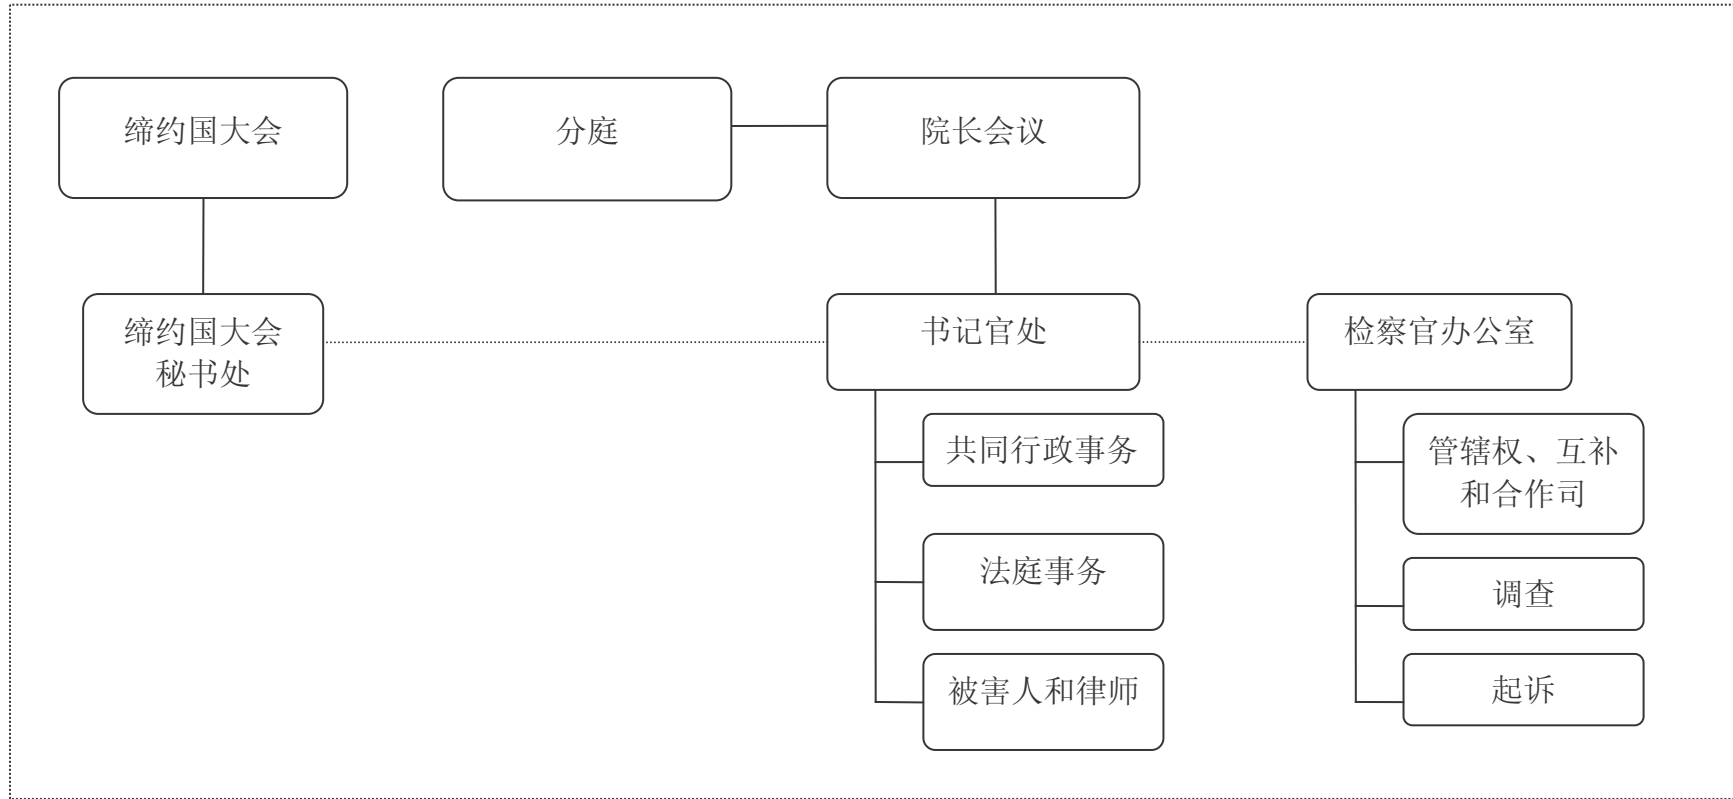 缔约国大会
分庭
院长会议
缔约国大会
秘书处
书记官处
检察官办公室
共同行政事务
法庭事务
被害人和律师
管辖权、互补
和合作司
调查
起诉